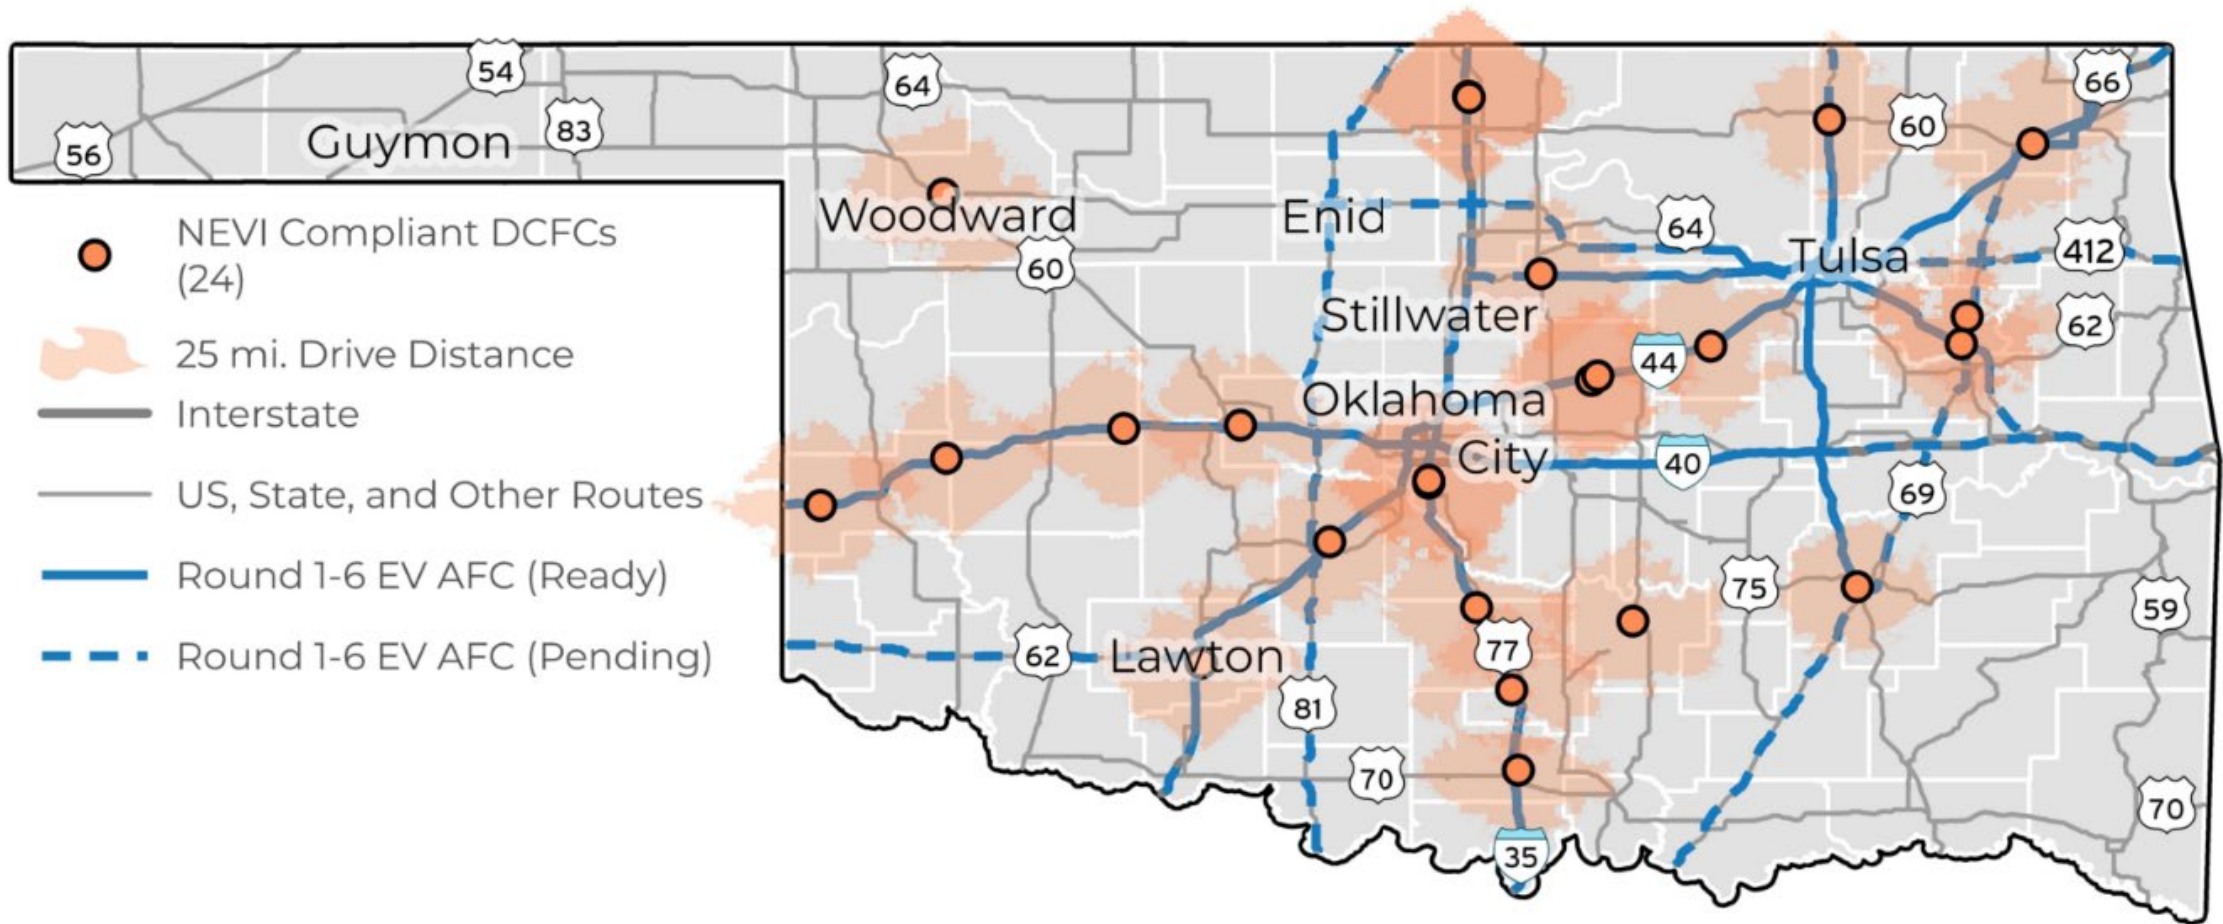 54
64
66
83
60
56
Guymon
Woodward
Enid
64
NEVI Compliant DCFCs
(24)
Tulsa
412
60
Stillwater
62
25 mi. Drive Distance
44
Interstate
Oklahoma
City
40
US, State, and Other Routes
69
Round 1-6 EV AFC (Ready)
75
59
Round 1-6 EV AFC (Pending)
62
Lawton
77
81
70
70
35